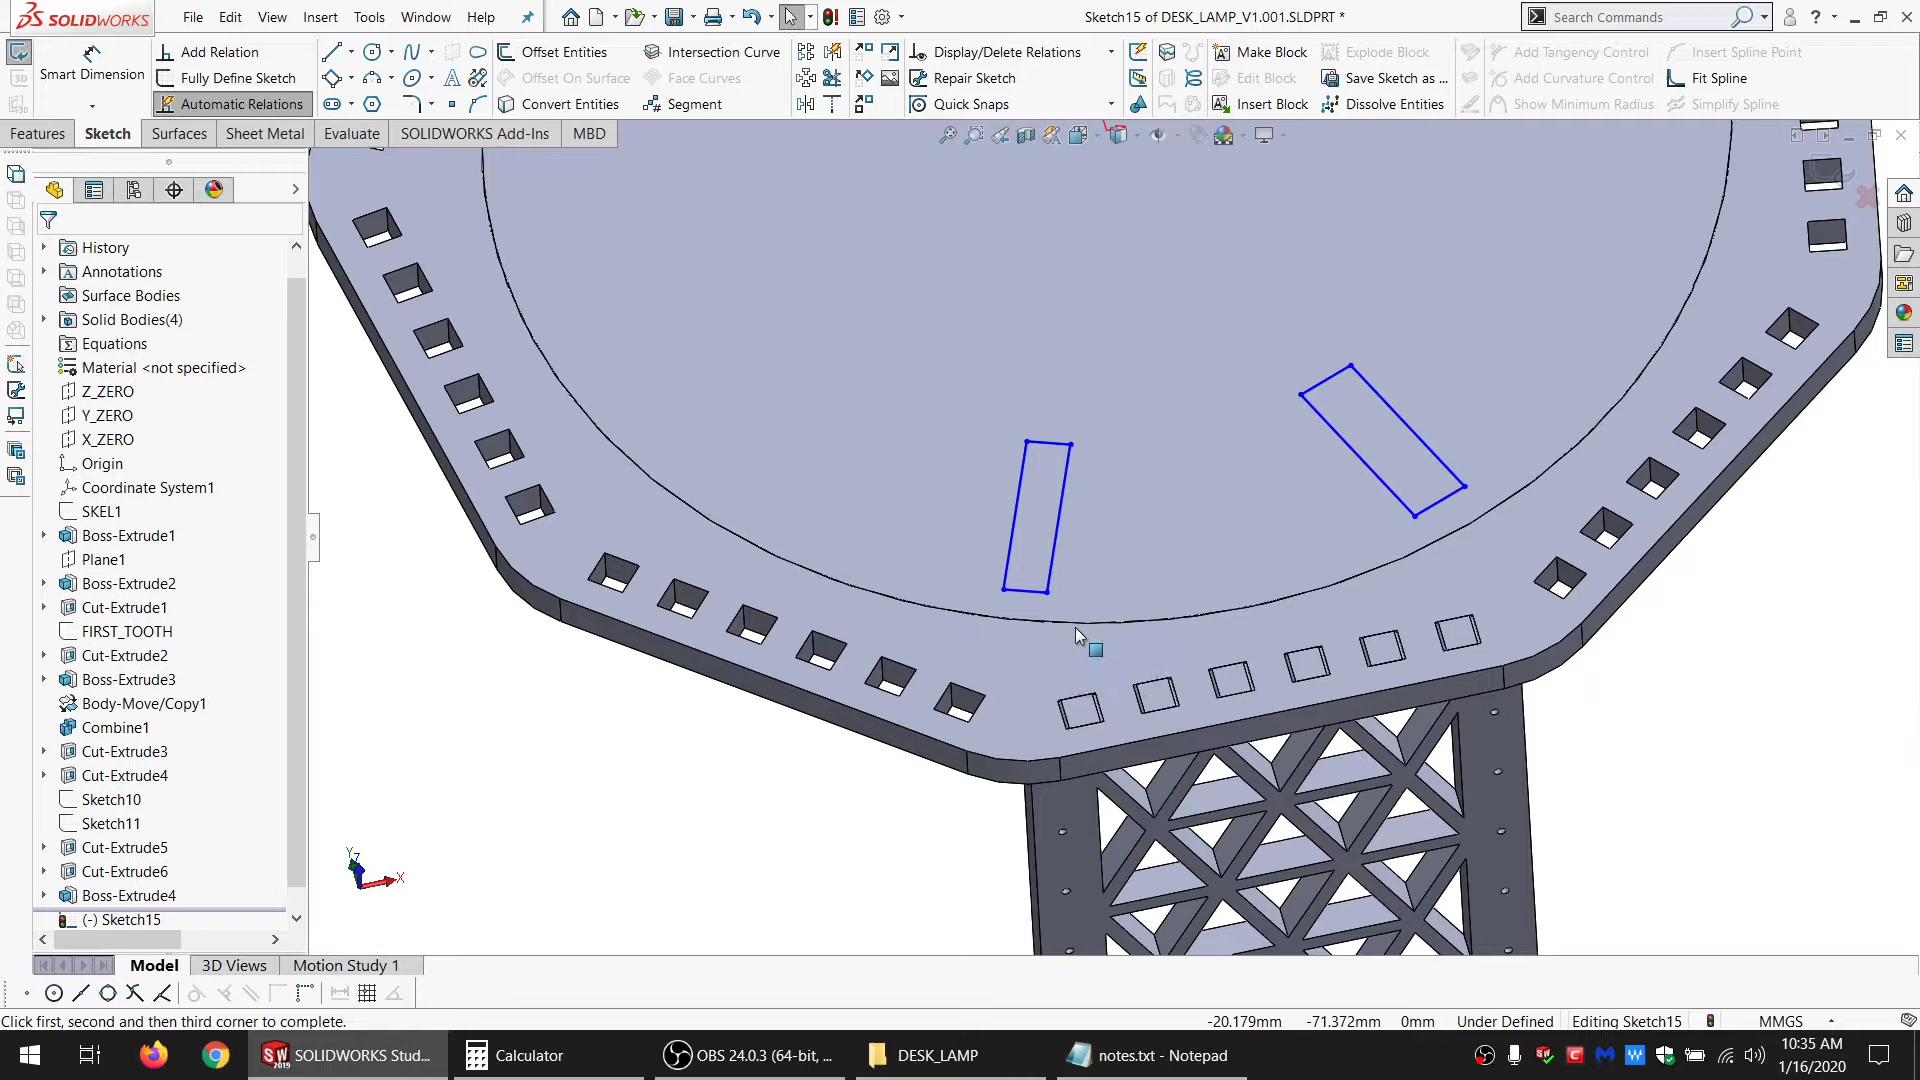 SOLIDWORKS File Edit View Insert Tools Window Help
Sketch15 of DESK_LAMP_V1.001.SLDPRT *
Search Commands
Smart Dimension
Add Relation
Fully Define Sketch
Automatic Relations
Offset Entities
Offset On Surface
Convert Entities
Intersection Curve
Face Curves
Segment
Display/Delete Relations
Repair Sketch
Quick Snaps
Make Block
Edit Block
Insert Block
Explode Block
Save Sketch as ...
Dissolve Entities
Add Tangency Control
Add Curvature Control
Show Minimum Radius
Insert Spline Point
Fit Spline
Simplify Spline
Features Sketch Surfaces Sheet Metal Evaluate SOLIDWORKS Add-Ins MBD
History
Annotations
Surface Bodies
Solid Bodies(4)
Equations
Material <not specified>
Z_ZERO
Y_ZERO
X_ZERO
Origin
Coordinate System1
SKEL1
Boss-Extrude1
Plane1
Boss-Extrude2
Cut-Extrude1
FIRST_TOOTH
Cut-Extrude2
Boss-Extrude3
Body-Move/Copy1
Combine1
Cut-Extrude3
Cut-Extrude4
Sketch10
Sketch11
Cut-Extrude5
Cut-Extrude6
Boss-Extrude4
(-) Sketch15
Y
Z
X
Model 3D Views Motion Study 1
Click first, second and then third corner to complete. -20.179mm -71.372mm 0mm Under Defined Editing Sketch15 MMGS
SOLIDWORKS Stud... Calculator OBS 24.0.3 (64-bit, ... DESK_LAMP notes.txt - Notepad
10:35 AM
1/16/2020